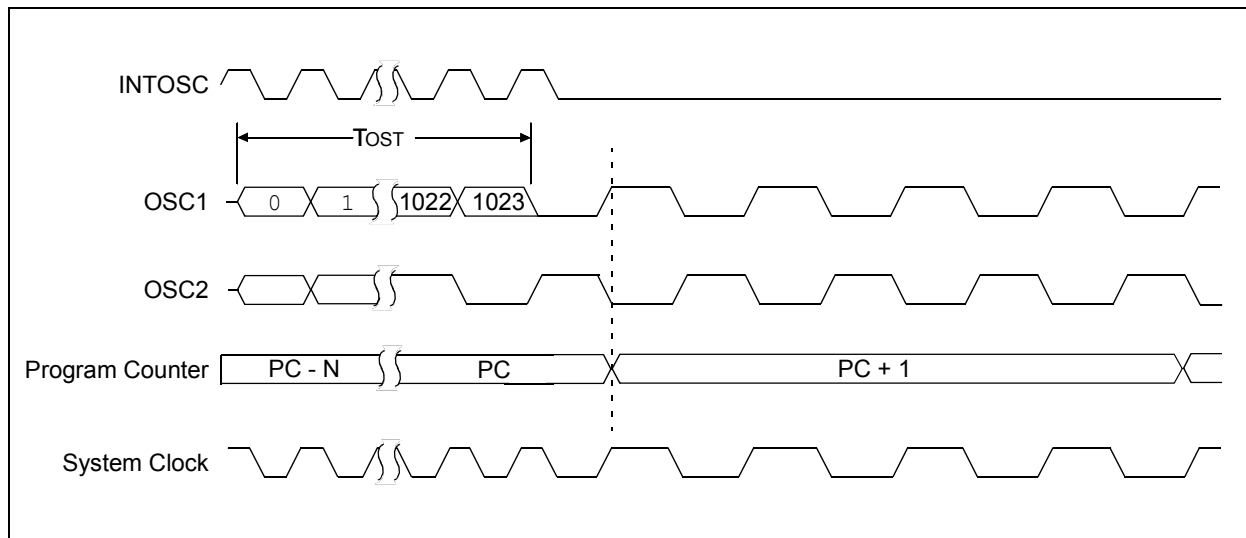 INTOSC
TOST
OSC1 0 1 1022 1023
OSC2
Program Counter PC - N PC PC + 1
System Clock